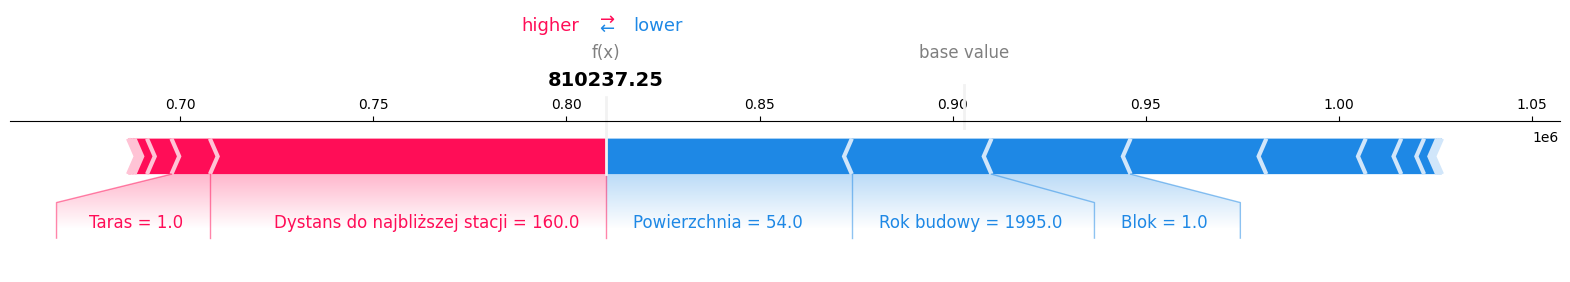 higher ⇄ lower
f(x) base value
810237.25
0.70 0.75 0.80 0.85 0.90 0.95 1.00 1.05
1e6
Taras = 1.0 Dystans do najbliższej stacji = 160.0 Powierzchnia = 54.0 Rok budowy = 1995.0 Blok = 1.0